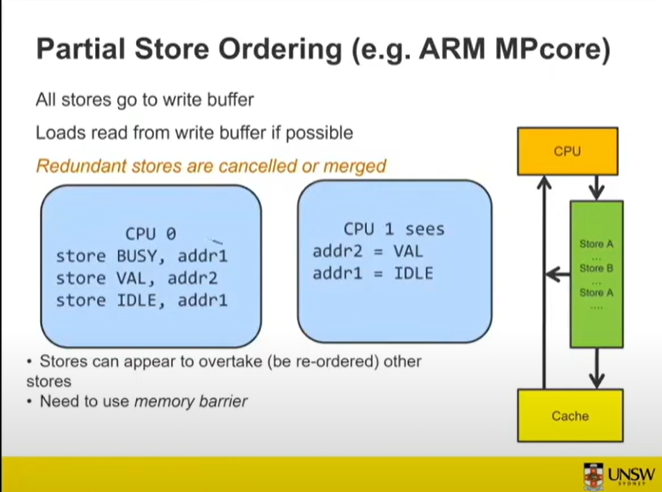 Partial Store Ordering (e.g. ARM MPcore)
All stores go to write buffer
Loads read from write buffer if possible
Redundant stores are cancelled or merged
CPU 0
store BUSY, addr1
store VAL, addr2
store IDLE, addr1
CPU 1 sees
addr2 = VAL
addr1 = IDLE
CPU
Store A
...
Store B
...
Store A
....
Cache
• Stores can appear to overtake (be re-ordered) other
stores
• Need to use memory barrier
UNSW
SYDNEY